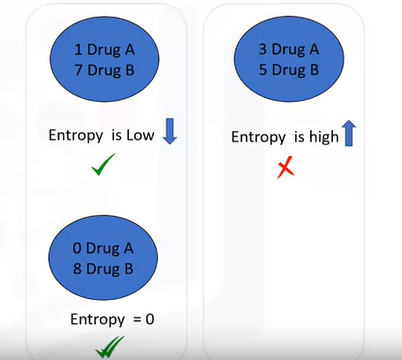 1 Drug A
7 Drug B
Entropy is Low
0 Drug A
8 Drug B
Entropy = 0
3 Drug A
5 Drug B
Entropy is high